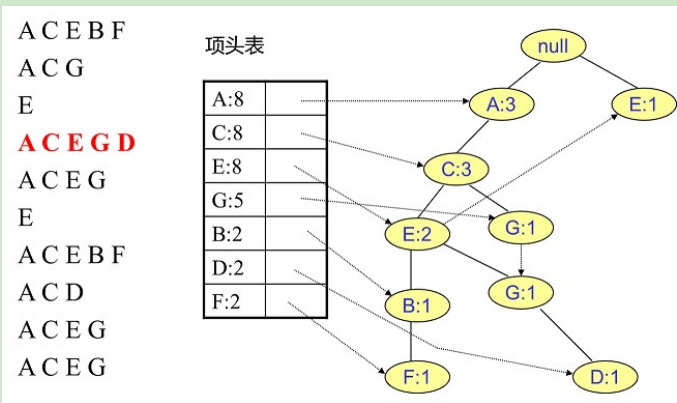 A C E B F
A C G
E
A C E G D
A C E G
E
A C E B F
A C D
A C E G
A C E G
项头表
A:8
C:8
E:8
G:5
B:2
D:2
F:2
null
A:3
E:1
C:3
E:2
G:1
B:1
G:1
F:1
D:1